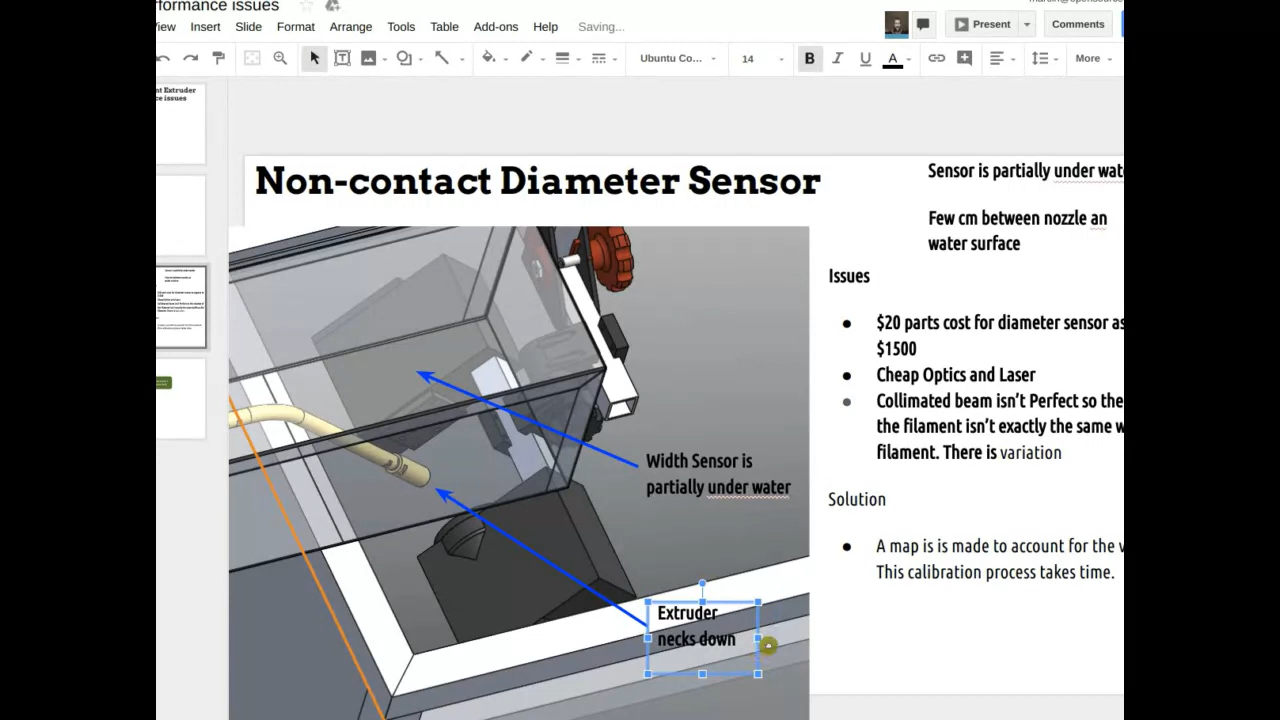 formance issues
View Insert Slide Format Arrange Tools Table Add-ons Help Saving...
Present Comments
Ubuntu Co... 14 B I U A More
nt Extruder
ce issues
Non-contact Diameter Sensor
Sensor is partially under wat
Few cm between nozzle an
water surface
Issues
$20 parts cost for diameter sensor as
$1500
Cheap Optics and Laser
Collimated beam isn't Perfect so the
the filament isn't exactly the same w
filament. There is variation
Width Sensor is
partially under water
Solution
A map is is made to account for the v
This calibration process takes time.
Extruder
necks down